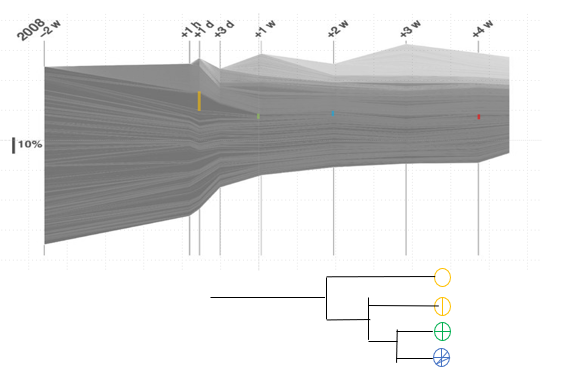 2008
-2 w
+1 h
+1 d
+3 d
+1 w
+2 w
+3 w
+4 w
10%